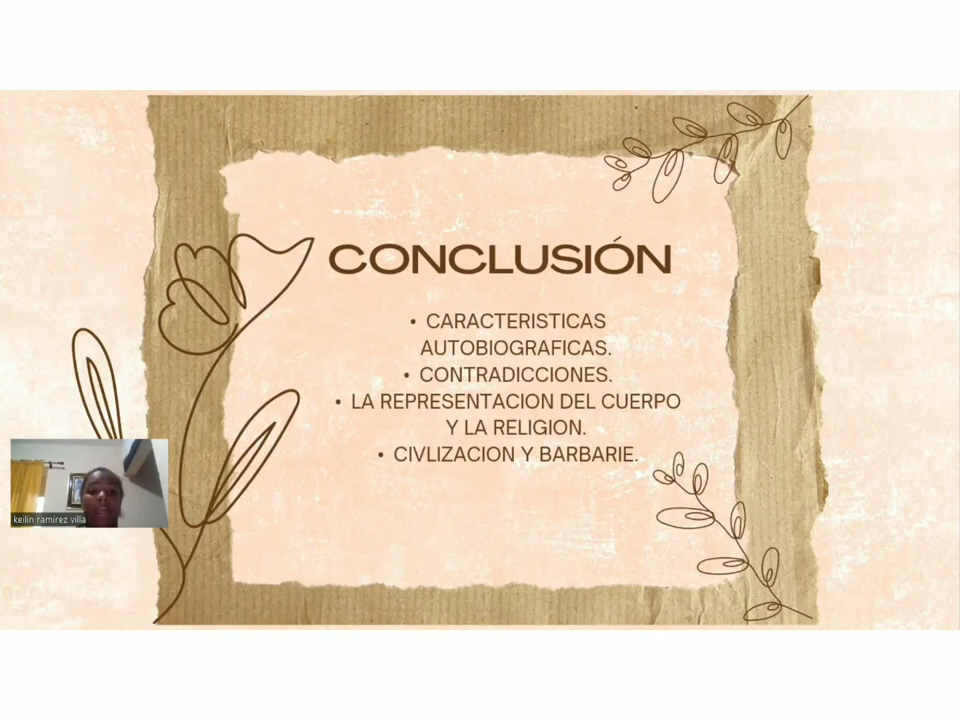 CONCLUSIÓN
• CARACTERISTICAS
AUTOBIOGRAFICAS.
• CONTRADICCIONES.
• LA REPRESENTACION DEL CUERPO
Y LA RELIGION.
• CIVLIZACION Y BARBARIE.
keilin ramirez villa